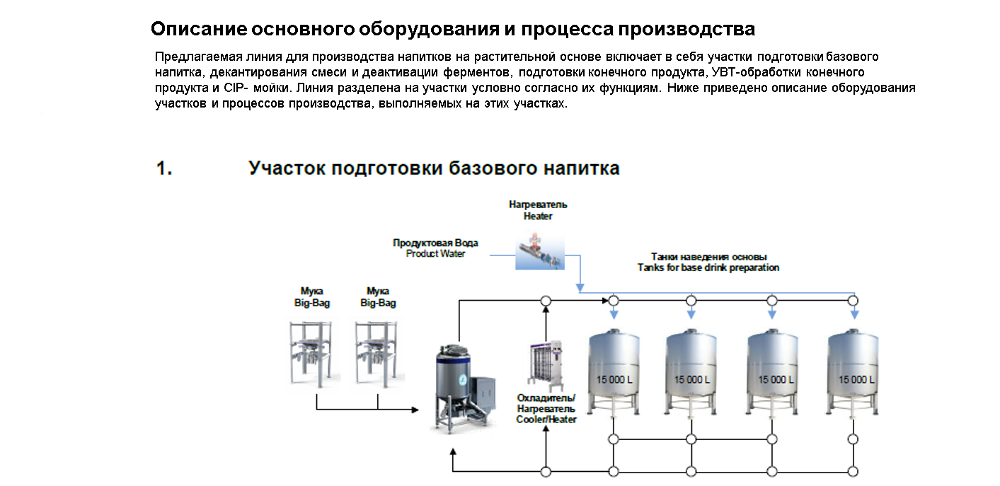 Описание основного оборудования и процесса производства
Предлагаемая линия для производства напитков на растительной основе включает в себя участки подготовки базового
напитка, декантирования смеси и деактивации ферментов, подготовки конечного продукта, УВТ-обработки конечного
продукта и CIP- мойки. Линия разделена на участки условно согласно их функциям. Ниже приведено описание оборудования
участков и процессов производства, выполняемых на этих участках.
1. Участок подготовки базового напитка
Нагреватель
Heater
Продуктовая Вода
Product Water
Танки наведения основы
Tanks for base drink preparation
Мука
Big-Bag
Мука
Big-Bag
15 000 L
15 000 L
15 000 L
15 000 L
Охладитель/
Нагреватель
Cooler/Heater